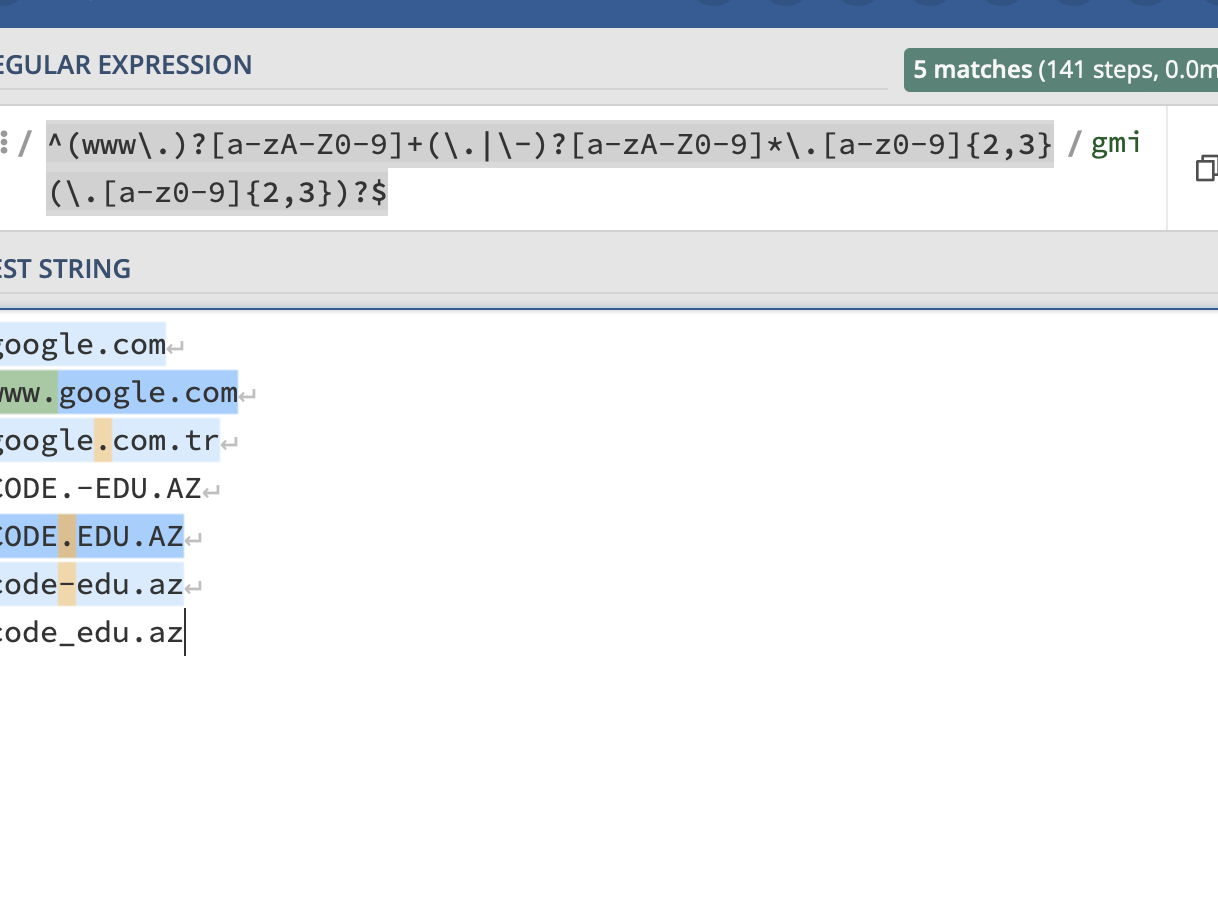 EGULAR EXPRESSION
5 matches (141 steps, 0.0m
/ ^(www\.)?[a-zA-Z0-9]+(\.|\-)?[a-zA-Z0-9]*\.[a-z0-9]{2,3} / gmi
(\.[a-z0-9]{2,3})?$
EST STRING
google.com↵
www.google.com↵
google.com.tr↵
CODE.-EDU.AZ↵
CODE.EDU.AZ↵
code-edu.az↵
code_edu.az